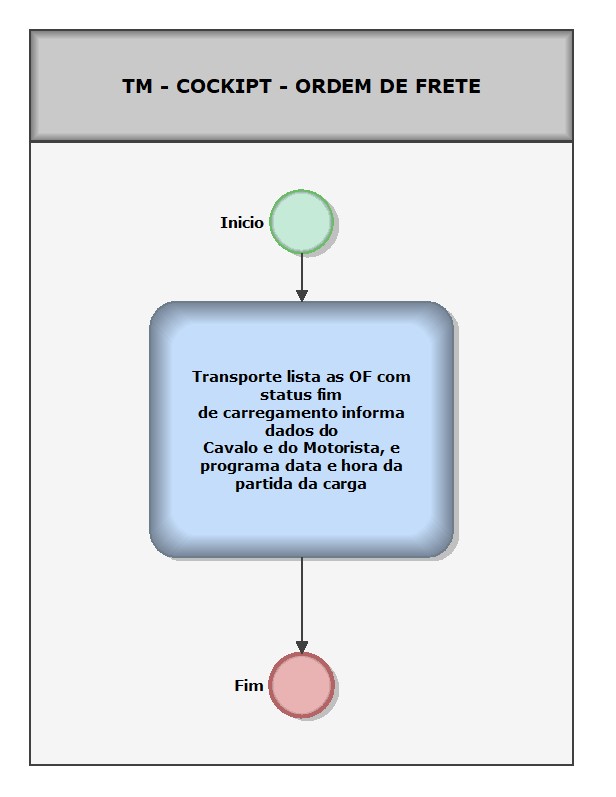 TM - COCKIPT - ORDEM DE FRETE
Inicio
Transporte lista as OF com
status fim
de carregamento informa
dados do
Cavalo e do Motorista, e
programa data e hora da
partida da carga
Fim